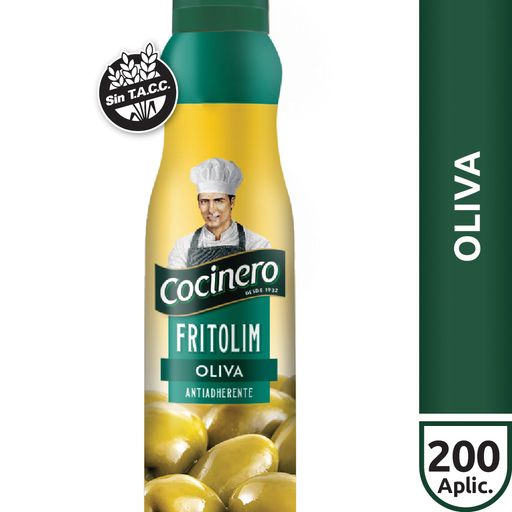 Sin T.A.C.C.
Cocinero
DESDE 1932
FRITOLIM
OLIVA
ANTIADHERENTE
OLIVA
200
Aplic.